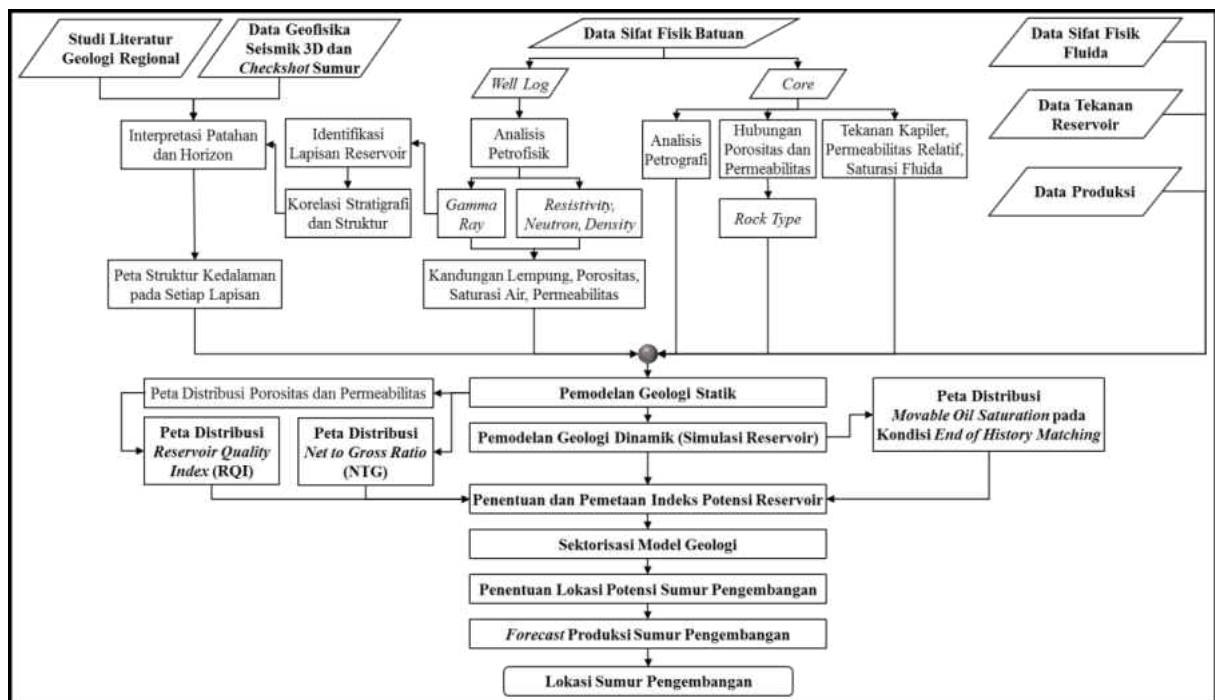 Studi Literatur
Geologi Regional
Data Geofisika
Seismik 3D dan
Checkshot Sumur
Data Sifat Fisik Batuan
Data Sifat Fisik
Fluida
Well Log
Core
Data Tekanan
Reservoir
Interpretasi Patahan
dan Horizon
Identifikasi
Lapisan Reservoir
Analisis
Petrofisik
Analisis
Petrografi
Hubungan
Porositas dan
Permeabilitas
Tekanan Kapiler,
Permeabilitas Relatif,
Saturasi Fluida
Data Produksi
Korelasi Stratigrafi
dan Struktur
Gamma
Ray
Resistivity,
Neutron, Density
Rock Type
Peta Struktur Kedalaman
pada Setiap Lapisan
Kandungan Lempung, Porositas,
Saturasi Air, Permeabilitas
Peta Distribusi Porositas dan Permeabilitas
Pemodelan Geologi Statik
Peta Distribusi
Movable Oil Saturation pada
Kondisi End of History Matching
Peta Distribusi
Reservoir Quality
Index (RQI)
Peta Distribusi
Net to Gross Ratio
(NTG)
Pemodelan Geologi Dinamik (Simulasi Reservoir)
Penentuan dan Pemetaan Indeks Potensi Reservoir
Sektorisasi Model Geologi
Penentuan Lokasi Potensi Sumur Pengembangan
Forecast Produksi Sumur Pengembangan
Lokasi Sumur Pengembangan